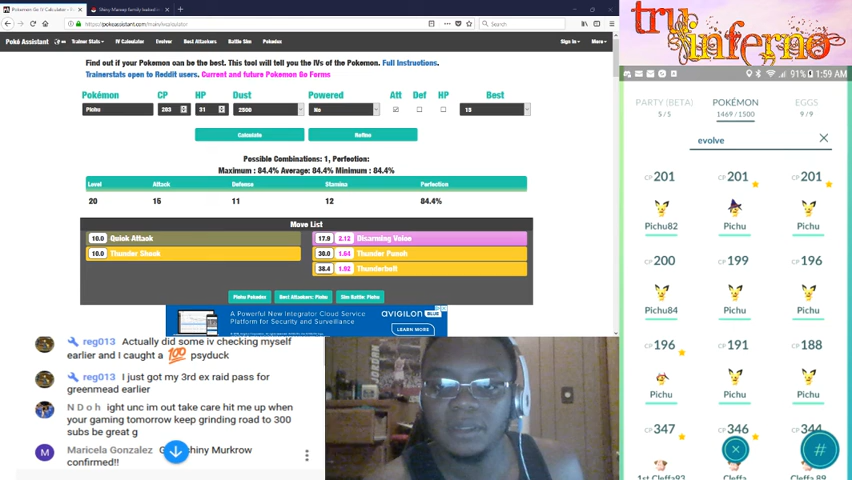 Pokemon Go IV Calculator
Shiny Mareep family leaked
https://pokeassistant.com/main/ivcalculator
Search
Poké Assistant
Trainer Stats
IV Calculator
Evolver
Best Attackers
Battle Sim
Pokedex
Sign In
More
Find out if your Pokemon can be the best. This tool will tell you the IVs of the Pokemon. Full Instructions.
Trainerstats open to Reddit users. Current and future Pokemon Go Forms
Pokémon CP HP Dust Powered Att Def HP Best
Pichu 203 31 2500 No 15
Calculate Refine
Possible Combinations: 1, Perfection:
Maximum : 84.4% Average: 84.4% Minimum : 84.4%
Level Attack Defense Stamina Perfection
20 15 11 12 84.4%
Move List
10.0 Quick Attack
10.0 Thunder Shock
17.9 2.12 Disarming Voice
30.0 1.64 Thunder Punch
38.4 1.92 Thunderbolt
Pichu Pokedex Best Attackers: Pichu Sim Battle: Pichu
A Powerful New Integrator Cloud Service
Platform for Security and Surveillance
AVIGILON BLUE
LEARN MORE
reg013 Actually did some iv checking myself
earlier and I caught a 100 psyduck
reg013 I just got my 3rd ex raid pass for
greenmead earlier
N D o h ight unc im out take care hit me up when
your gaming tomorrow keep grinding road to 300
subs be great g
Maricela Gonzalez G shiny Murkrow
confirmed!!
tru
inferno
91% 1:59 AM
PARTY (BETA) POKÉMON EGGS
5/5 1469/1500 9/9
evolve
CP 201 CP 201 CP 201
Pichu82 Pichu Pichu
200 199 196
Pichu84 Pichu Pichu
196 191 188
Pichu Pichu Pichu
347 346 344
1st Cleffa93 Cleffa Cleffa 89